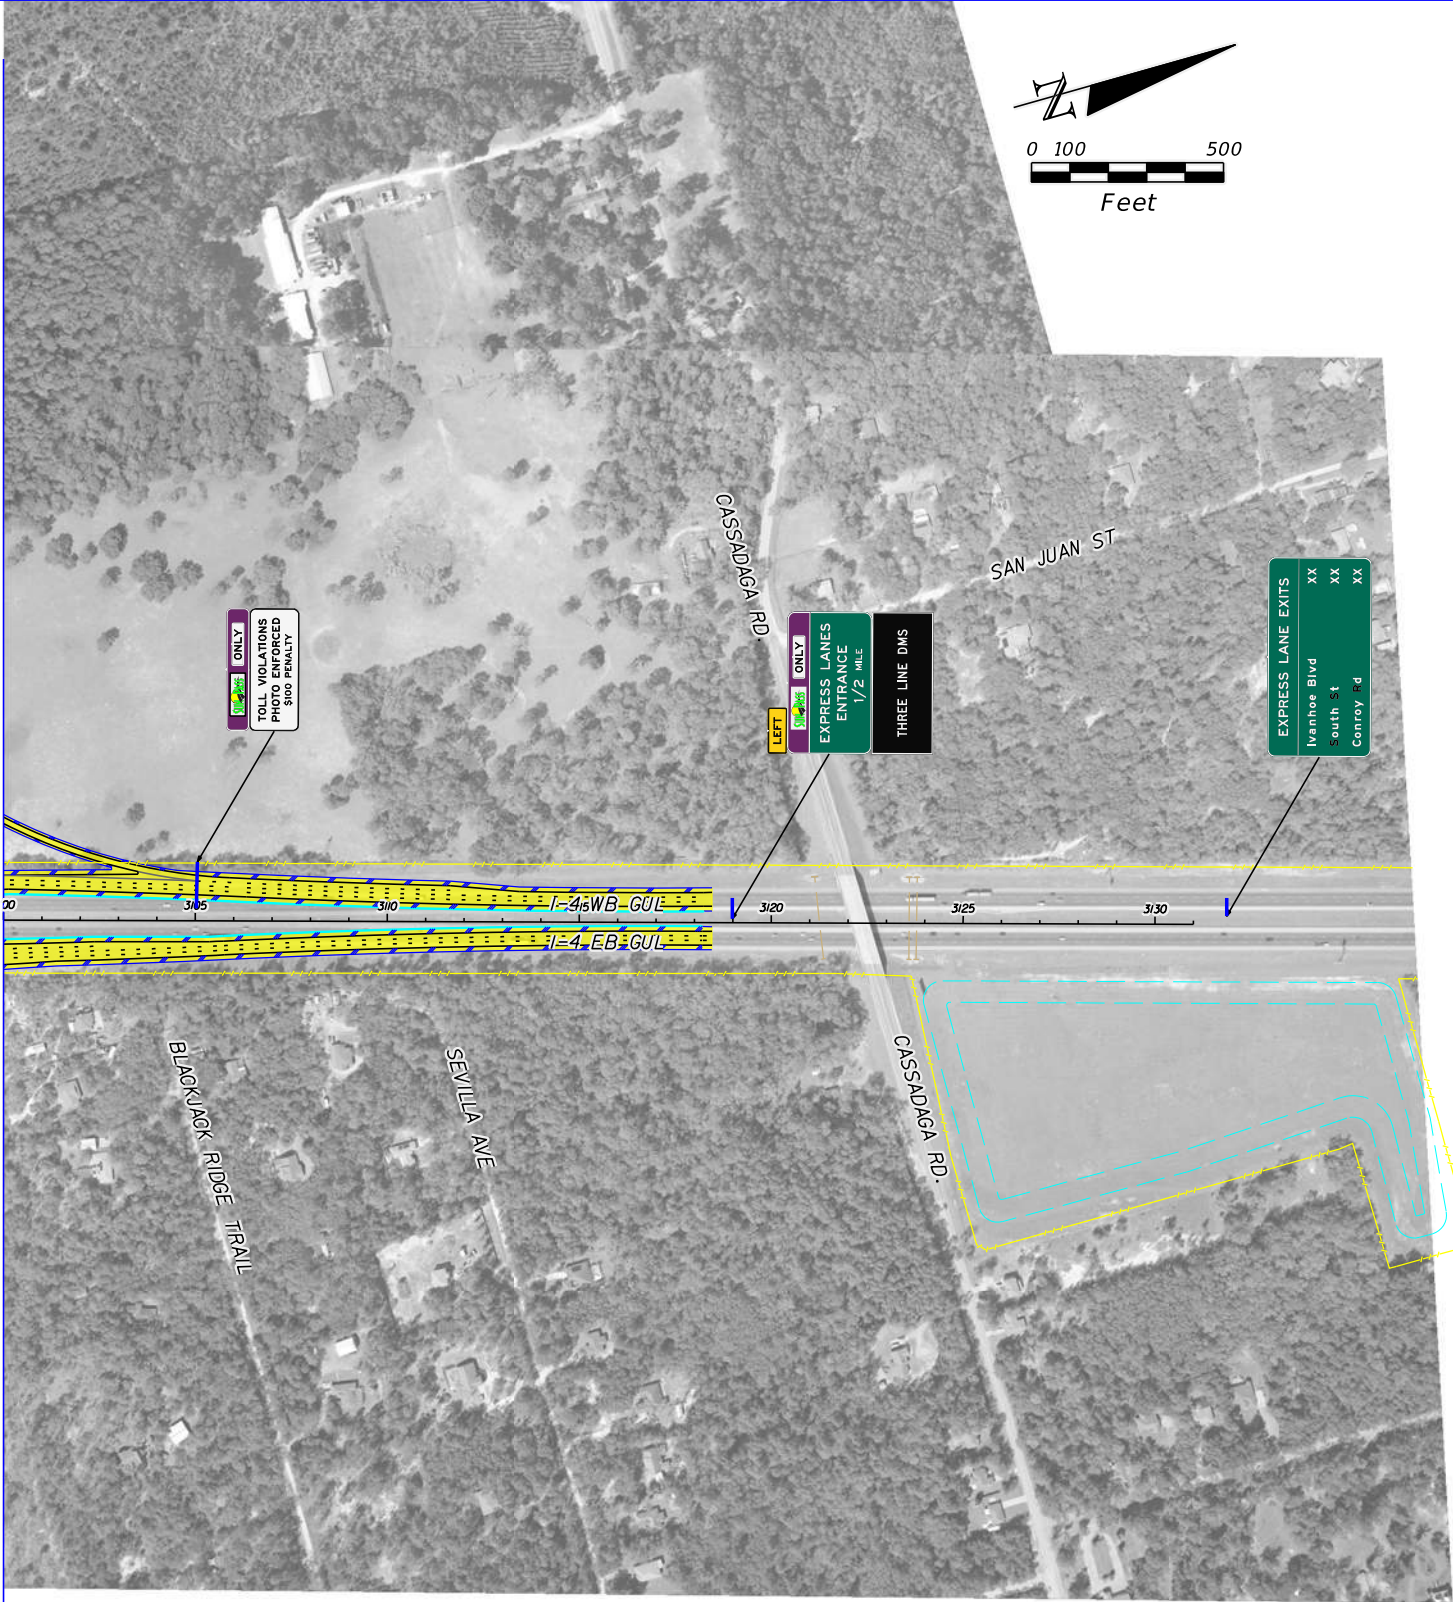 N
0 100 500
Feet
CASSADAGA RD.
SAN JUAN ST
ONLY
TOLL VIOLATIONS
PHOTO ENFORCED
$100 PENALTY
LEFT
ONLY
EXPRESS LANES
ENTRANCE
1/2 MILE
THREE LINE DMS
EXPRESS LANE EXITS
Ivanhoe Blvd XX
South St XX
Conroy Rd XX
I-4 WB GUL
00 3105 3110 3115 3120 3125 3130
I-4 EB GUL
BLACKJACK RIDGE TRAIL
SEVILLA AVE
CASSADAGA RD.